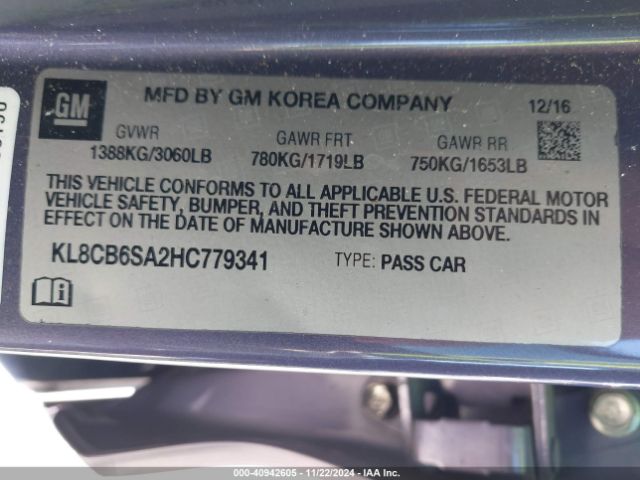 GM
MFD BY GM KOREA COMPANY
12/16
GVWR
GAWR FRT
GAWR RR
1388KG/3060LB
780KG/1719LB
750KG/1653LB
THIS VEHICLE CONFORMS TO ALL APPLICABLE U.S. FEDERAL MOTOR
VEHICLE SAFETY, BUMPER, AND THEFT PREVENTION STANDARDS IN
EFFECT ON THE DATE OF MANUFACTURE SHOWN ABOVE.
KL8CB6SA2HC779341
TYPE: PASS CAR
000-40942605 - 11/22/2024 - IAA Inc.